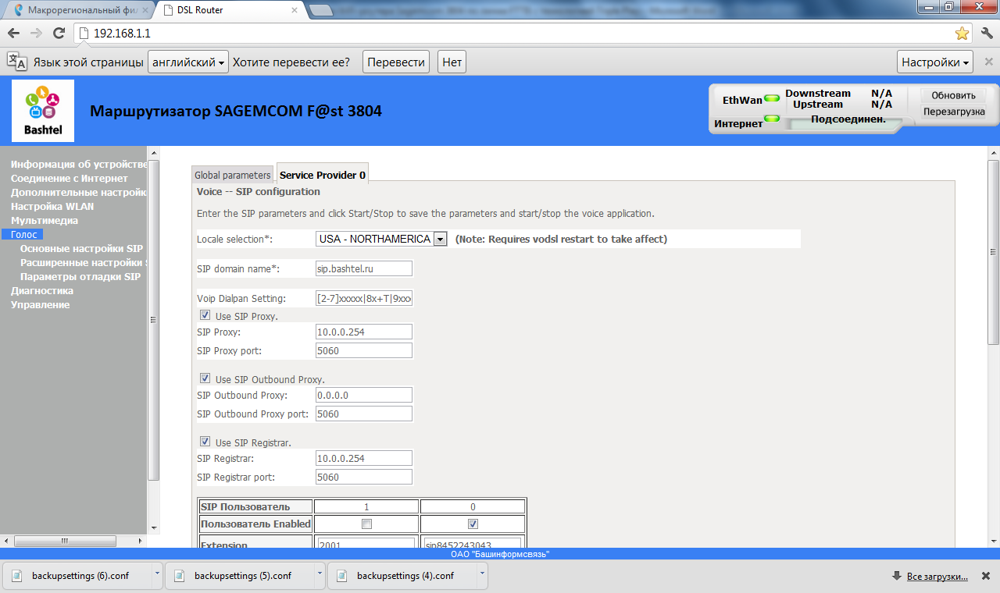 Макрорегиональный фил
DSL Router
192.168.1.1
Язык этой страницы английский Хотите перевести ее? Перевести Нет Настройки
Bashtel
Маршрутизатор SAGEMCOM F@st 3804
EthWan Downstream N/A
Upstream N/A
Интернет Подсоединен.
Обновить
Перезагрузка
Информация об устройстве
Соединение с Интернет
Дополнительные настройк
Настройка WLAN
Мультимедиа
Голос
Основные настройки SIP
Расширенные настройки S
Параметры отладки SIP
Диагностика
Управление
Global parameters Service Provider 0
Voice -- SIP configuration
Enter the SIP parameters and click Start/Stop to save the parameters and start/stop the voice application.
Locale selection*: USA - NORTHAMERICA (Note: Requires vodsl restart to take affect)
SIP domain name*: sip.bashtel.ru
Voip Dialpan Setting: [2-7]xxxxx|8x+T|9xxx
Use SIP Proxy.
SIP Proxy: 10.0.0.254
SIP Proxy port: 5060
Use SIP Outbound Proxy.
SIP Outbound Proxy: 0.0.0.0
SIP Outbound Proxy port: 5060
Use SIP Registrar.
SIP Registrar: 10.0.0.254
SIP Registrar port: 5060
SIP Пользователь 1 0
Пользователь Enabled
Extension 2001 sip8452243043
ОАО "Башинформсвязь"
backupsettings (6).conf backupsettings (5).conf backupsettings (4).conf Все загрузки...